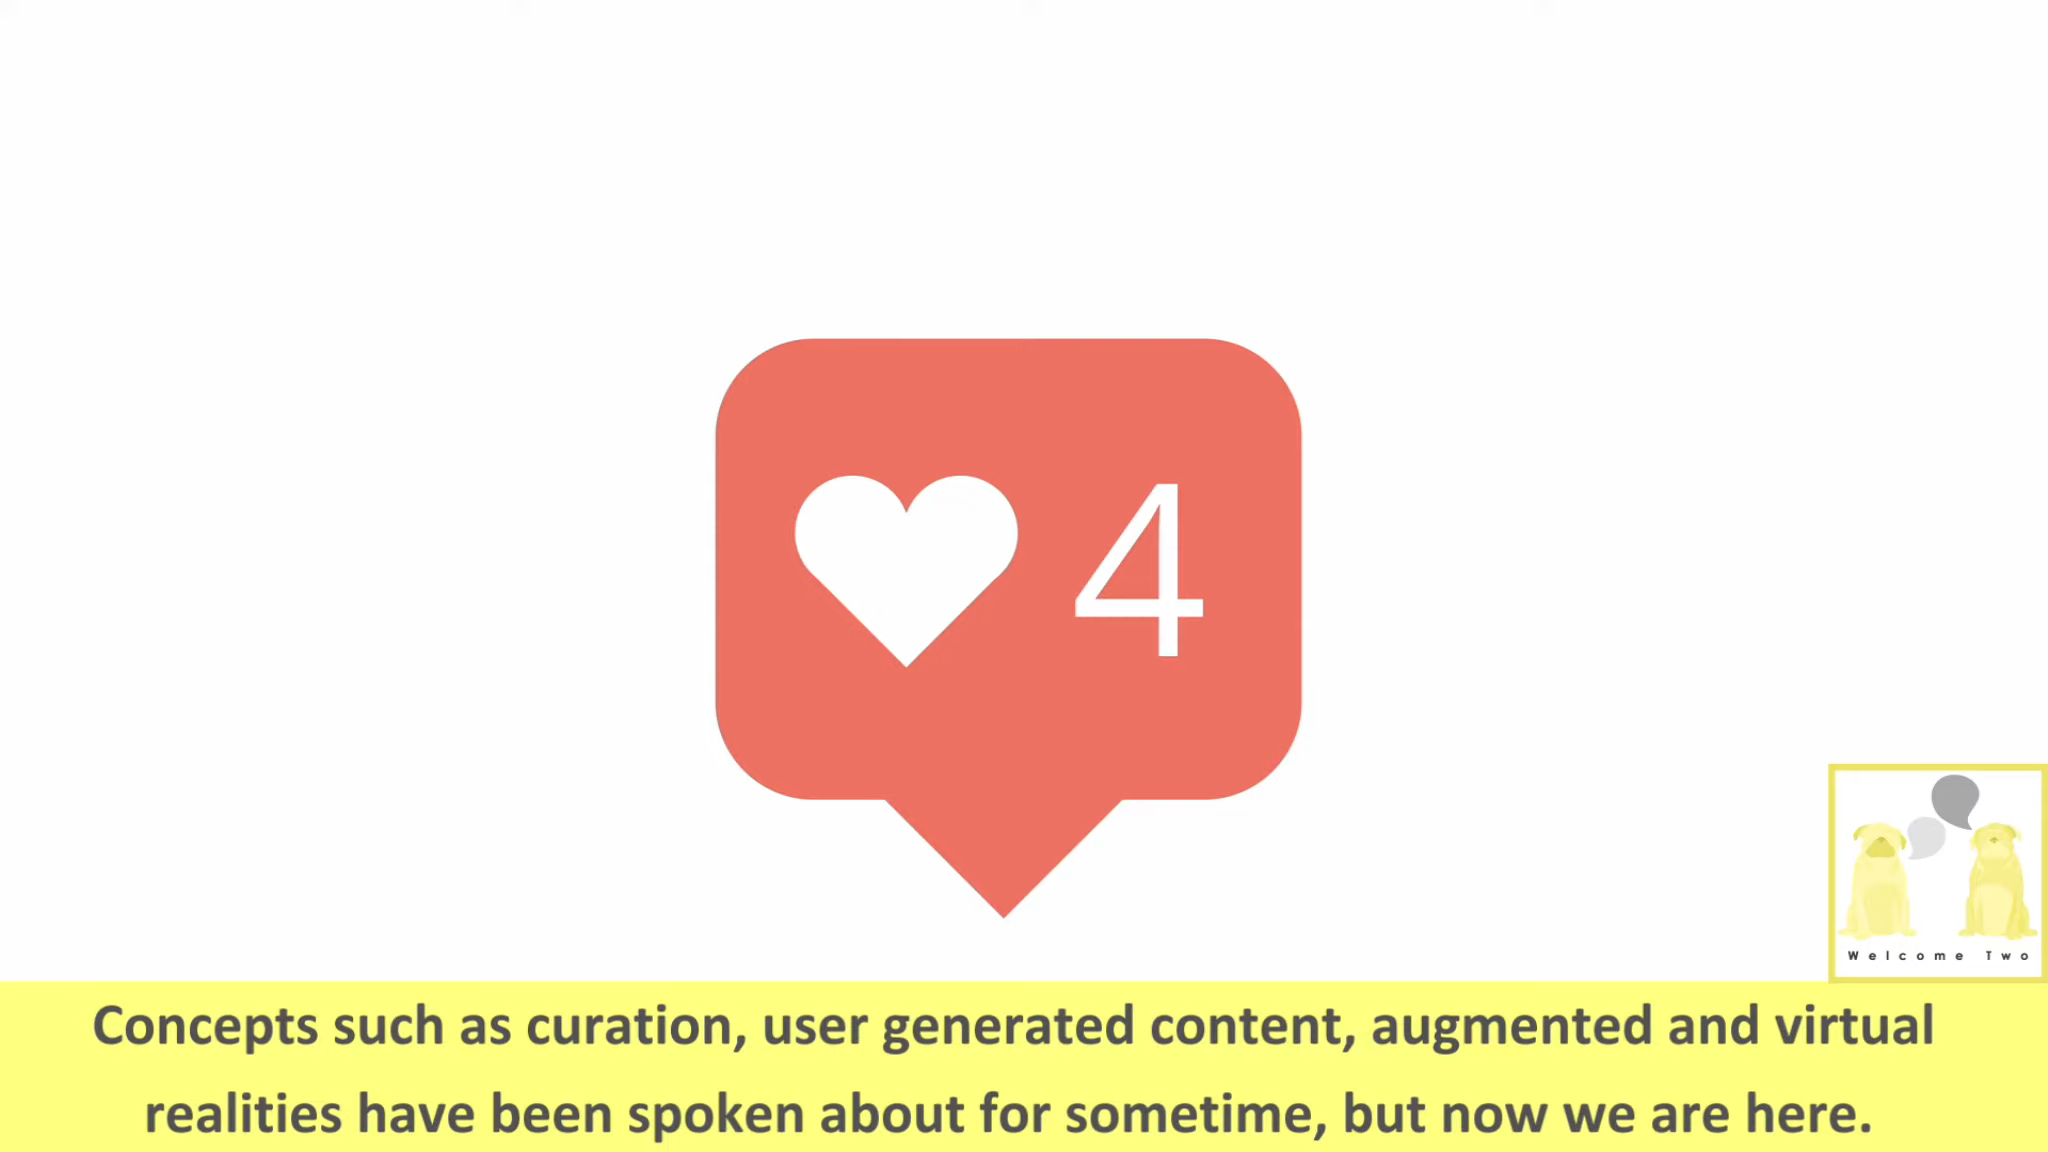 4
Welcome Two
Concepts such as curation, user generated content, augmented and virtual
realities have been spoken about for sometime, but now we are here.